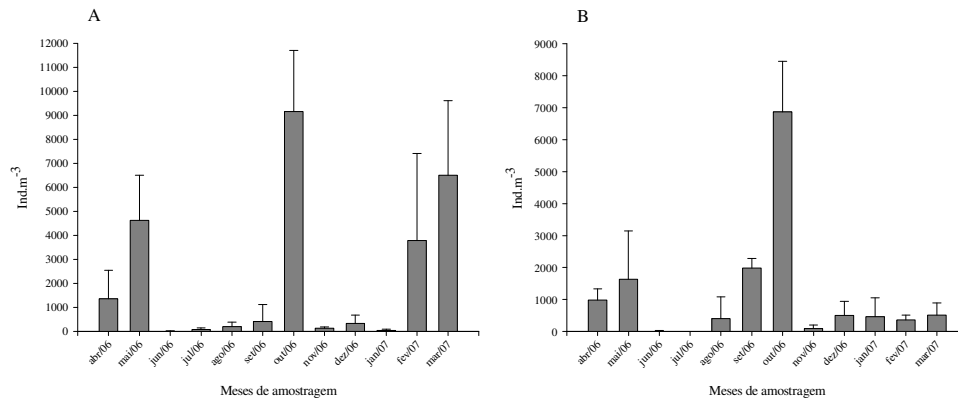 A
12000
11000
10000
9000
8000
7000
6000
5000
4000
3000
2000
1000
0
Ind.m-3
abr/06 mai/06 jun/06 jul/06 ago/06 set/06 out/06 nov/06 dez/06 jan/07 fev/07 mar/07
Meses de amostragem
B
9000
8000
7000
6000
5000
4000
3000
2000
1000
0
Ind.m-3
abr/06 mai/06 jun/06 jul/06 ago/06 set/06 out/06 nov/06 dez/06 jan/07 fev/07 mar/07
Meses de amostragem